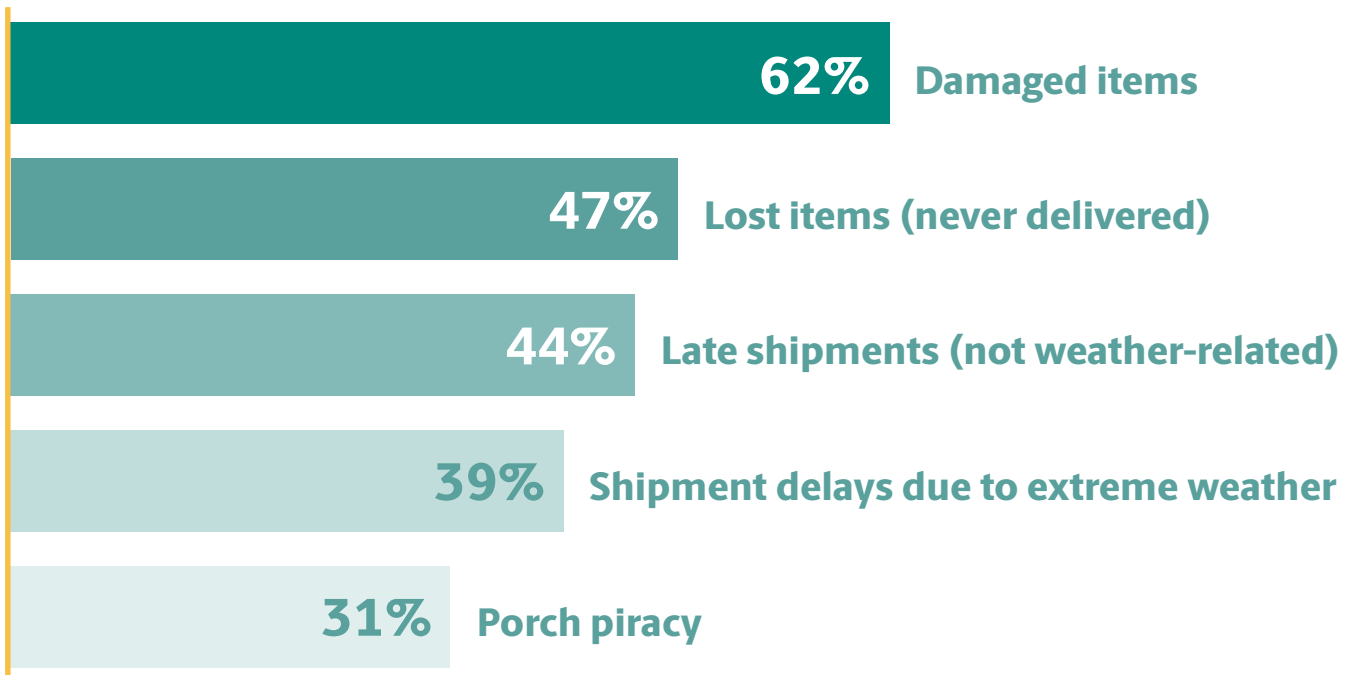 62% Damaged items
47% Lost items (never delivered)
44% Late shipments (not weather-related)
39% Shipment delays due to extreme weather
31% Porch piracy